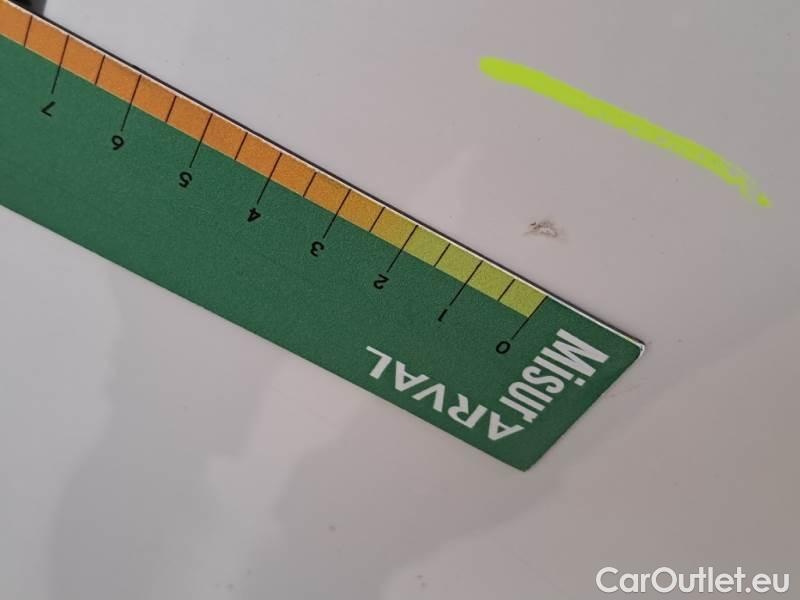 7 6 5 4 3 2 1 0
Misur
ARVAL
CarOutlet.eu